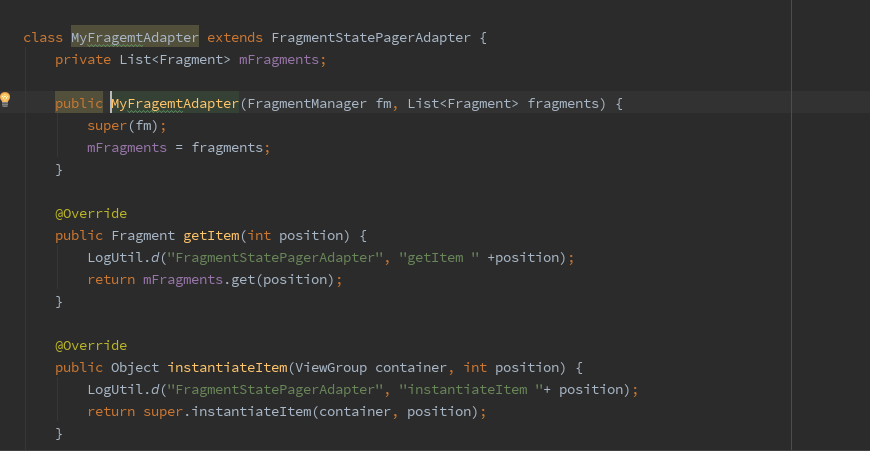 class MyFragemtAdapter extends FragmentStatePagerAdapter {
private List<Fragment> mFragments;
public MyFragemtAdapter(FragmentManager fm, List<Fragment> fragments) {
super(fm);
mFragments = fragments;
}
@Override
public Fragment getItem(int position) {
LogUtil.d("FragmentStatePagerAdapter", "getItem " +position);
return mFragments.get(position);
}
@Override
public Object instantiateItem(ViewGroup container, int position) {
LogUtil.d("FragmentStatePagerAdapter", "instantiateItem "+ position);
return super.instantiateItem(container, position);
}